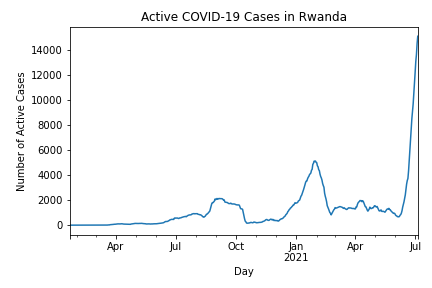 Active COVID-19 Cases in Rwanda
14000
12000
10000
8000
6000
4000
2000
0
Number of Active Cases
Apr Jul Oct Jan Apr Jul
2021
Day